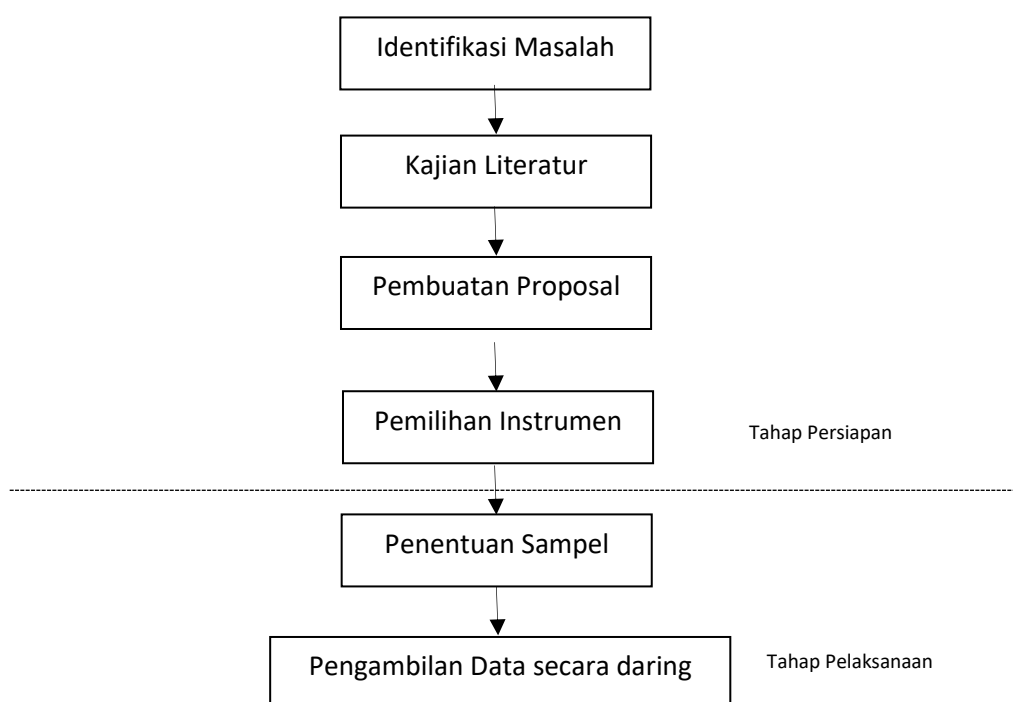 Identifikasi Masalah
Kajian Literatur
Pembuatan Proposal
Pemilihan Instrumen
Tahap Persiapan
Penentuan Sampel
Pengambilan Data secara daring
Tahap Pelaksanaan